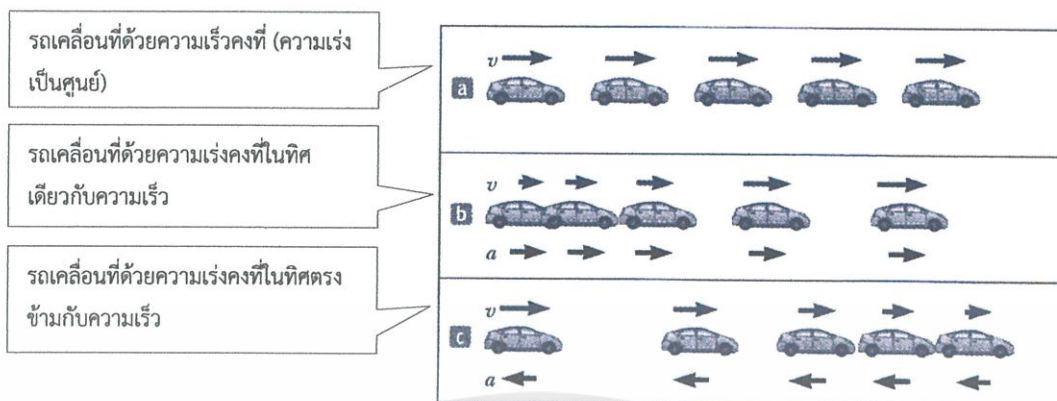 รถเคลื่อนที่ด้วยความเร็วคงที่ (ความเร่ง
เป็นศูนย์)
v
a
รถเคลื่อนที่ด้วยความเร่งคงที่ในทิศ
เดียวกับความเร็ว
v
b
a
รถเคลื่อนที่ด้วยความเร่งคงที่ในทิศตรง
ข้ามกับความเร็ว
v
c
a